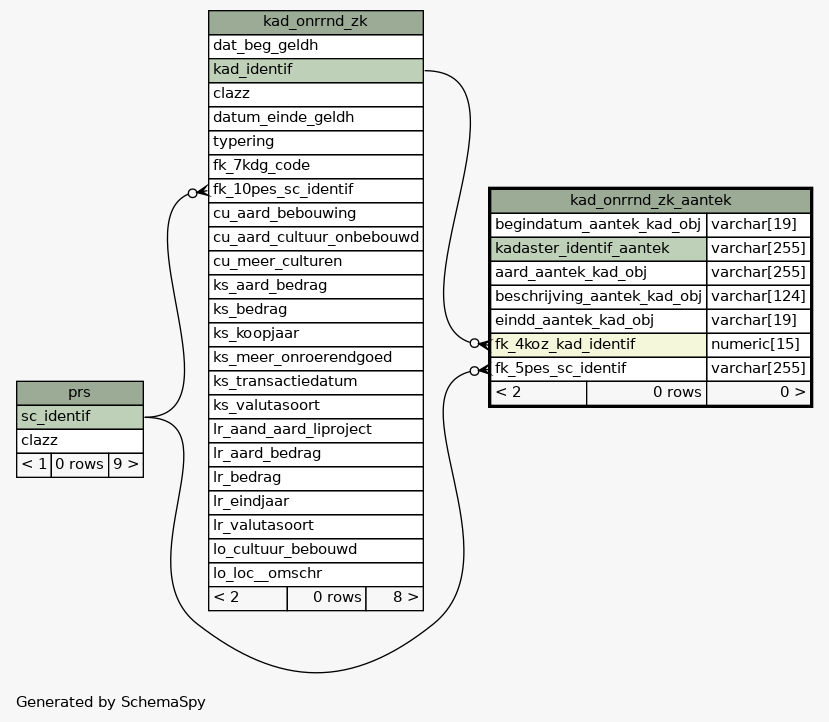 kad_onrrnd_zk
dat_beg_geldh
kad_identif
clazz
datum_einde_geldh
typering
fk_7kdg_code
fk_10pes_sc_identif
cu_aard_bebouwing
cu_aard_cultuur_onbebouwd
cu_meer_culturen
ks_aard_bedrag
ks_bedrag
ks_koopjaar
ks_meer_onroerendgoed
ks_transactiedatum
ks_valutasoort
lr_aand_aard_liproject
lr_aard_bedrag
lr_bedrag
lr_eindjaar
lr_valutasoort
lo_cultuur_bebouwd
lo_loc__omschr
< 2 0 rows 8 >
kad_onrrnd_zk_aantek
begindatum_aantek_kad_obj varchar[19]
kadaster_identif_aantek varchar[255]
aard_aantek_kad_obj varchar[255]
beschrijving_aantek_kad_obj varchar[124]
eindd_aantek_kad_obj varchar[19]
fk_4koz_kad_identif numeric[15]
fk_5pes_sc_identif varchar[255]
< 2 0 rows 0 >
prs
sc_identif
clazz
< 1 0 rows 9 >
Generated by SchemaSpy